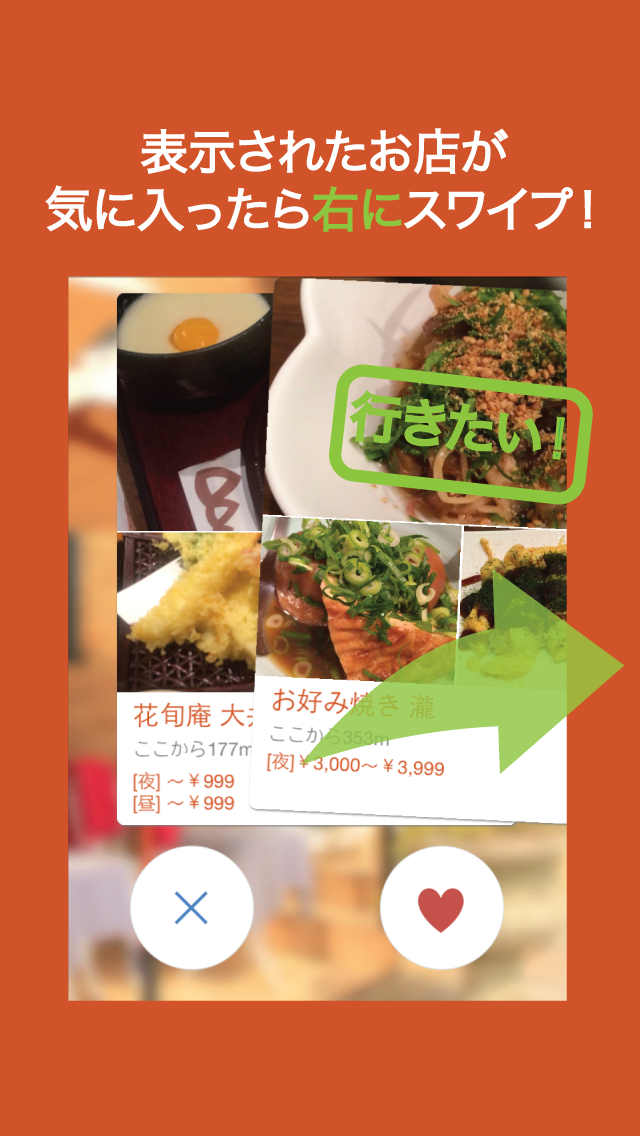 表示されたお店が
気に入ったら右にスワイプ!
行きたい!
花旬庵 大
ここから177m
[夜] ～￥999
[昼] ～￥999
お好み焼き 瀧
ここから353m
[夜]￥3,000～￥3,999